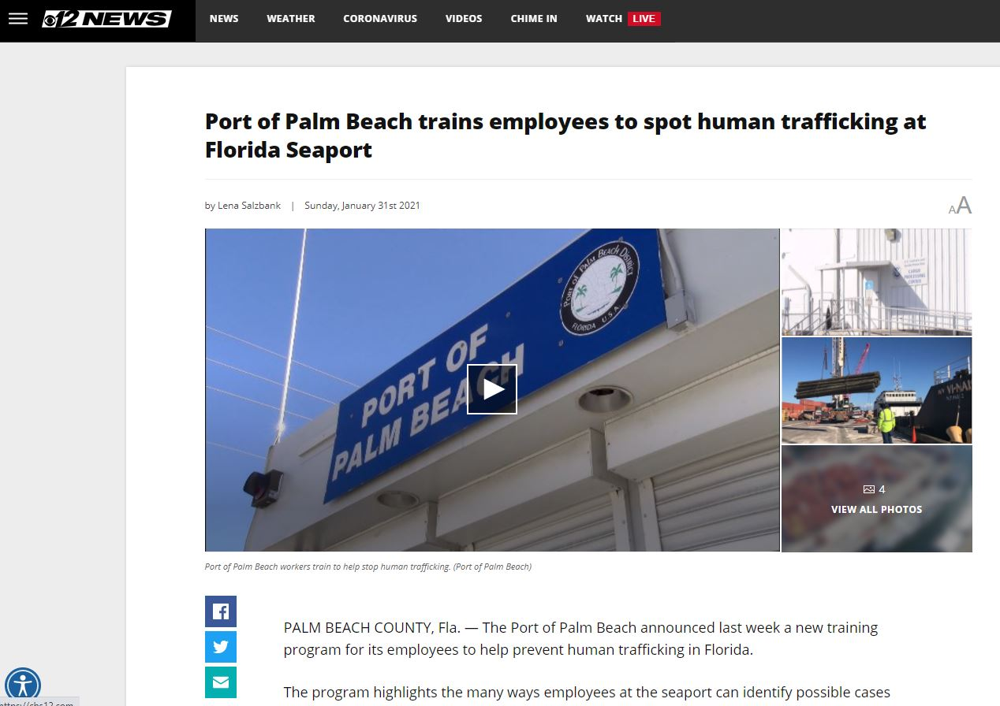 12 NEWS
NEWS WEATHER CORONAVIRUS VIDEOS CHIME IN WATCH LIVE
Port of Palm Beach trains employees to spot human trafficking at
Florida Seaport
by Lena Salzbank | Sunday, January 31st 2021
AA
PORT OF
PALM BEACH
PORT OF PALM BEACH DISTRICT
FLORIDA U.S.A.
CARGO
PROCESSING
4
VIEW ALL PHOTOS
Port of Palm Beach workers train to help stop human trafficking. (Port of Palm Beach)
PALM BEACH COUNTY, Fla. — The Port of Palm Beach announced last week a new training
program for its employees to help prevent human trafficking in Florida.
The program highlights the many ways employees at the seaport can identify possible cases